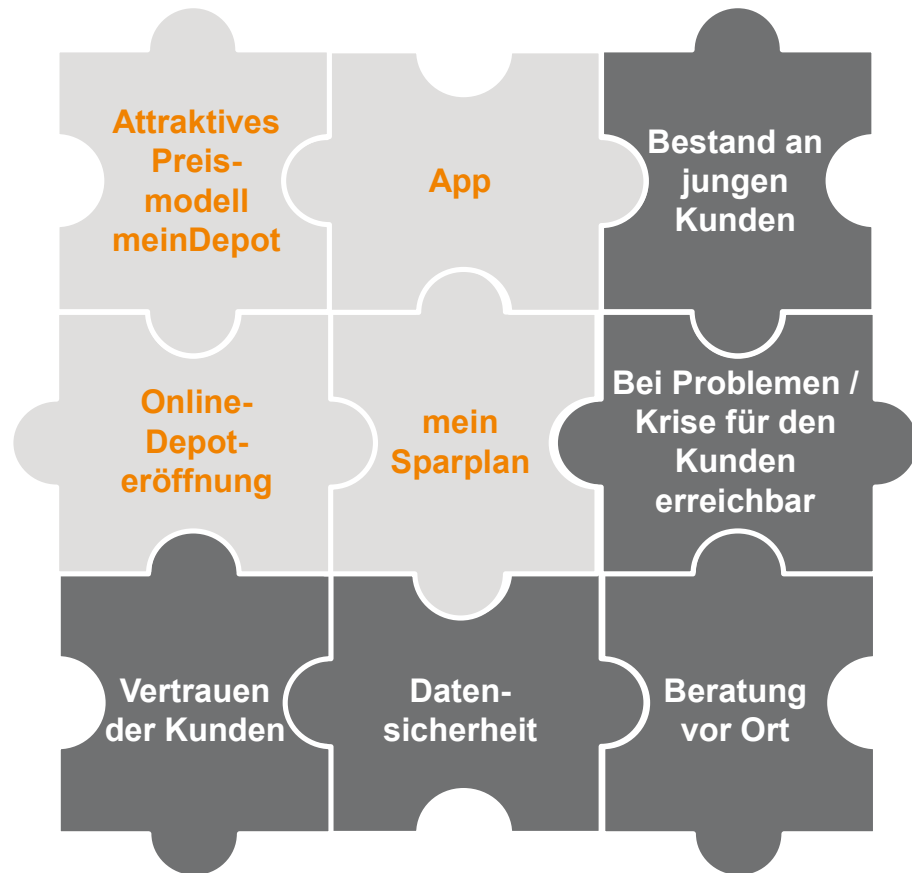 Attraktives
Preis-
modell
meinDepot
App
Bestand an
jungen
Kunden
Online-
Depot-
eröffnung
mein
Sparplan
Bei Problemen /
Krise für den
Kunden
erreichbar
Vertrauen
der Kunden
Daten-
sicherheit
Beratung
vor Ort